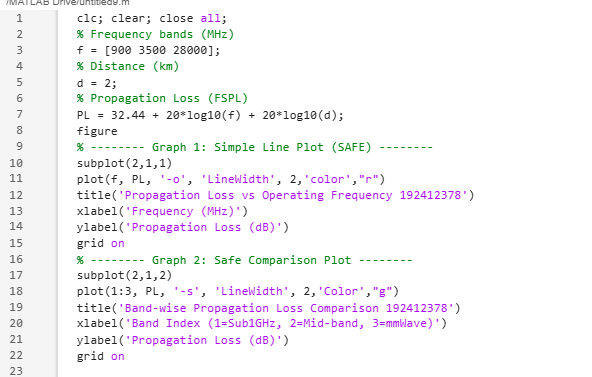 /MATLAB Drive/untitled9.m
1 clc; clear; close all;
2 % Frequency bands (MHz)
3 f = [900 3500 28000];
4 % Distance (km)
5 d = 2;
6 % Propagation Loss (FSPL)
7 PL = 32.44 + 20*log10(f) + 20*log10(d);
8 figure
9 % -------- Graph 1: Simple Line Plot (SAFE) --------
10 subplot(2,1,1)
11 plot(f, PL, '-o', 'LineWidth', 2,'color',"r")
12 title('Propagation Loss vs Operating Frequency 192412378')
13 xlabel('Frequency (MHz)')
14 ylabel('Propagation Loss (dB)')
15 grid on
16 % -------- Graph 2: Safe Comparison Plot --------
17 subplot(2,1,2)
18 plot(1:3, PL, '-s', 'LineWidth', 2,'Color',"g")
19 title('Band-wise Propagation Loss Comparison 192412378')
20 xlabel('Band Index (1=Sub1GHz, 2=Mid-band, 3=mmWave)')
21 ylabel('Propagation Loss (dB)')
22 grid on
23